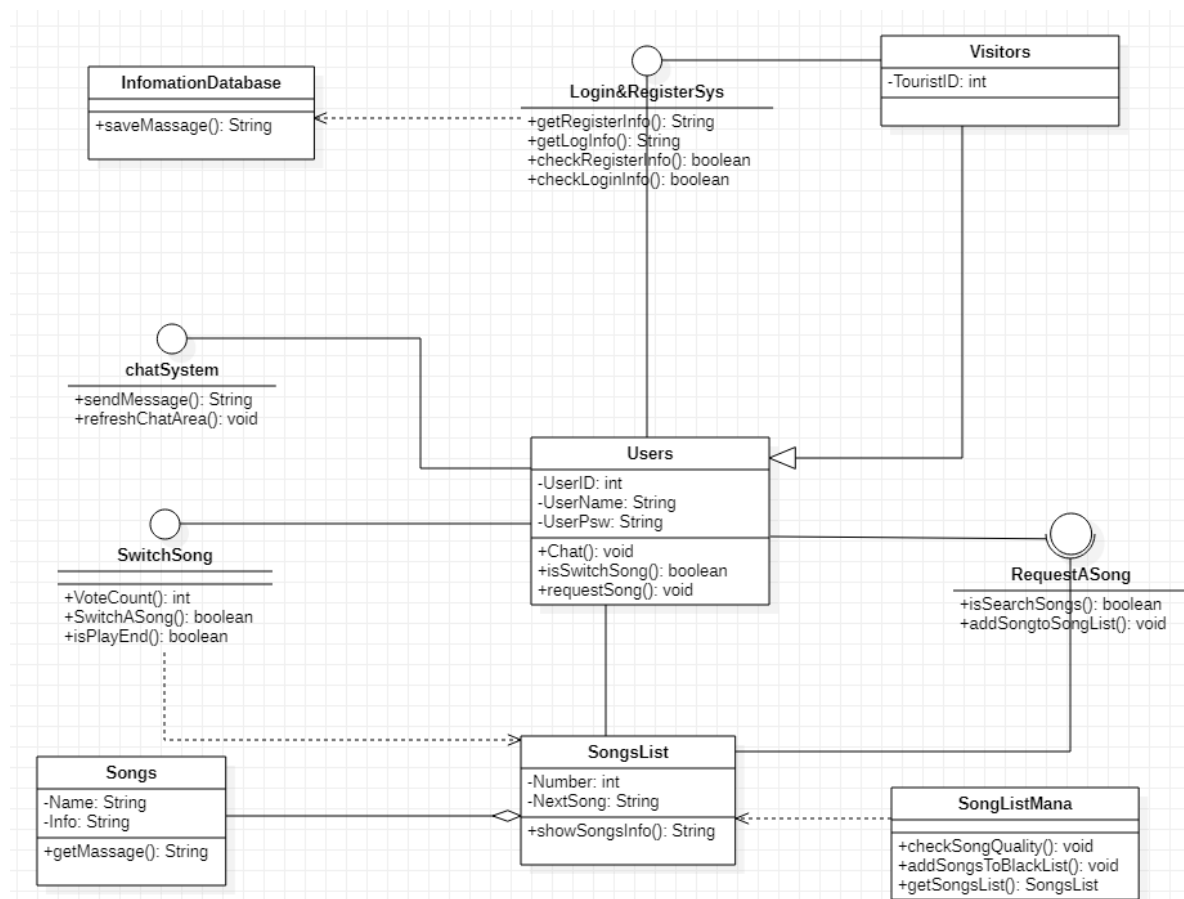 InfomationDatabase
+saveMassage(): String
Login&RegisterSys
+getRegisterInfo(): String
+getLogInfo(): String
+checkRegisterInfo(): boolean
+checkLoginInfo(): boolean
Visitors
-TouristID: int
chatSystem
+sendMessage(): String
+refreshChatArea(): void
Users
-UserID: int
-UserName: String
-UserPsw: String
+Chat(): void
+isSwitchSong(): boolean
+requestSong(): void
SwitchSong
+VoteCount(): int
+SwitchASong(): boolean
+isPlayEnd(): boolean
RequestASong
+isSearchSongs(): boolean
+addSongtoSongList(): void
Songs
-Name: String
-Info: String
+getMassage(): String
SongsList
-Number: int
-NextSong: String
+showSongsInfo(): String
SongListMana
+checkSongQuality(): void
+addSongsToBlackList(): void
+getSongsList(): SongsList